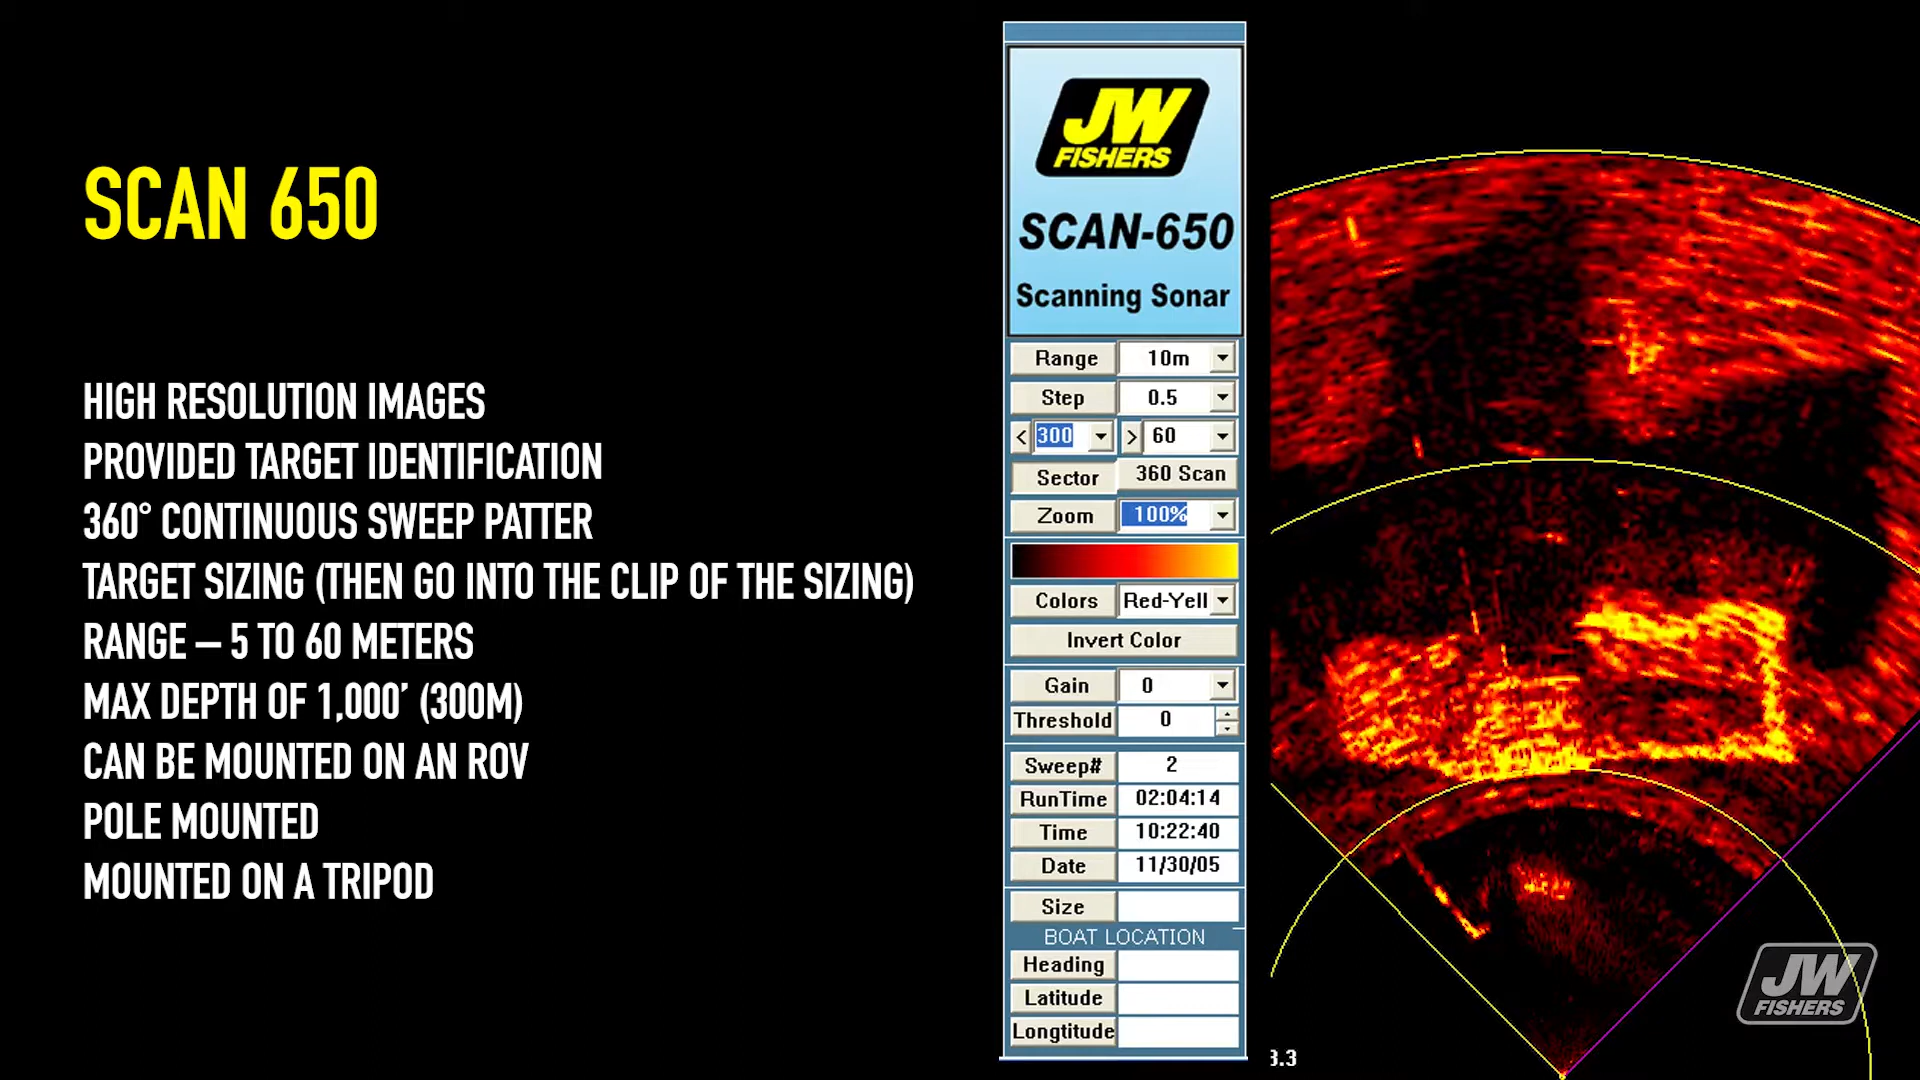 SCAN 650
HIGH RESOLUTION IMAGES
PROVIDED TARGET IDENTIFICATION
360° CONTINUOUS SWEEP PATTER
TARGET SIZING (THEN GO INTO THE CLIP OF THE SIZING)
RANGE – 5 TO 60 METERS
MAX DEPTH OF 1,000’ (300M)
CAN BE MOUNTED ON AN ROV
POLE MOUNTED
MOUNTED ON A TRIPOD
JW
FISHERS
SCAN-650
Scanning Sonar
Range 10m
Step 0.5
< 300 > 60
Sector 360 Scan
Zoom 100%
Colors Red-Yell
Invert Color
Gain 0
Threshold 0
Sweep# 2
RunTime 02:04:14
Time 10:22:40
Date 11/30/05
Size
BOAT LOCATION
Heading
Latitude
Longtitude
3.3
JW
FISHERS